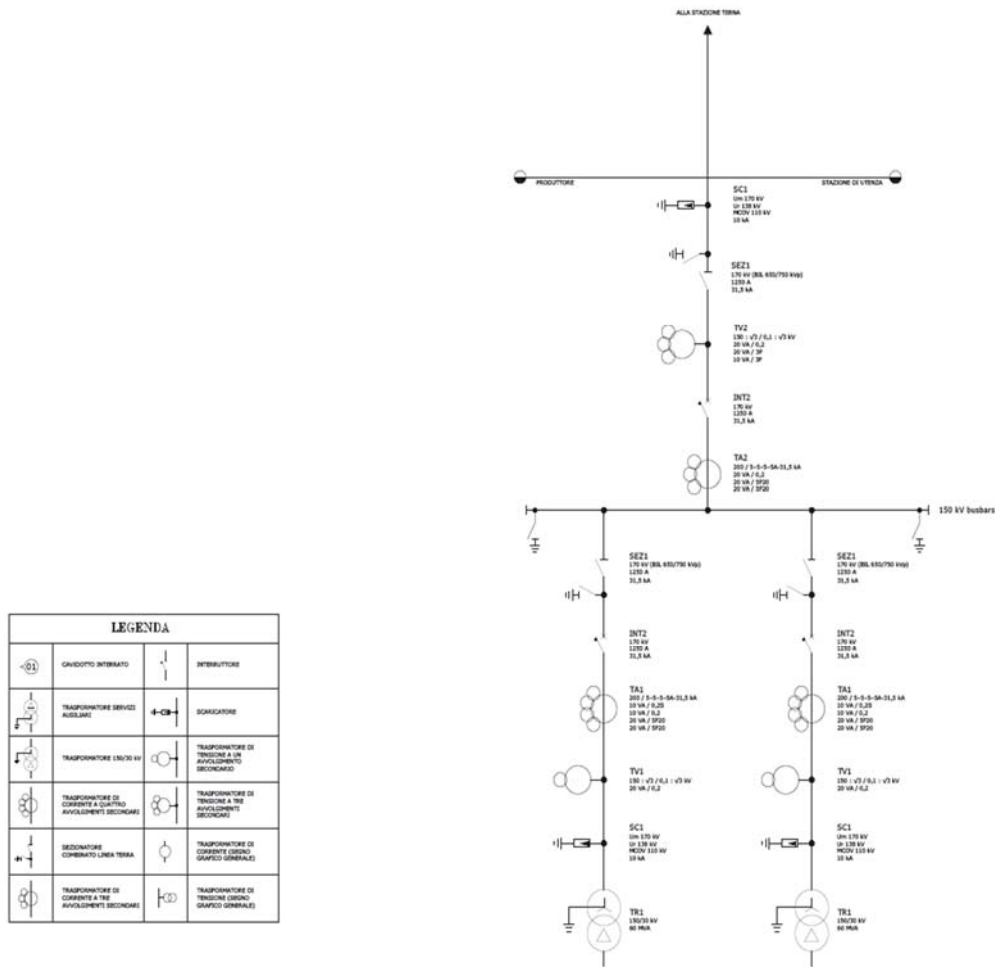 ALLA STAZIONE TERNA
PRODUTTORE
STAZIONE DI UTENZA
SC1
Um 170 kV
Ur 138 kV
MCOV 110 kV
10 kA
SEZ1
170 kV (BIL 650/750 kVp)
1250 A
31,5 kA
TV2
150 : √3 / 0,1 : √3 kV
20 VA / 0,2
20 VA / 3P
10 VA / 3P
INT2
170 kV
1250 A
31,5 kA
TA2
200 / 5-5-5-5A-31,5 kA
20 VA / 0,2
20 VA / 5P20
20 VA / 5P20
150 kV busbars
SEZ1
170 kV (BIL 650/750 kVp)
1250 A
31,5 kA
INT2
170 kV
1250 A
31,5 kA
TA1
200 / 5-5-5-5A-31,5 kA
10 VA / 0,2S
10 VA / 0,2
20 VA / 5P20
20 VA / 5P20
TV1
150 : √3 / 0,1 : √3 kV
20 VA / 0,2
SC1
Um 170 kV
Ur 138 kV
MCOV 110 kV
10 kA
TR1
150/30 kV
60 MVA
SEZ1
170 kV (BIL 650/750 kVp)
1250 A
31,5 kA
INT2
170 kV
1250 A
31,5 kA
TA1
200 / 5-5-5-5A-31,5 kA
10 VA / 0,2S
10 VA / 0,2
20 VA / 5P20
20 VA / 5P20
TV1
150 : √3 / 0,1 : √3 kV
20 VA / 0,2
SC1
Um 170 kV
Ur 138 kV
MCOV 110 kV
10 kA
TR1
150/30 kV
60 MVA
LEGENDA
<01
CAVIDOTTO INTERRATO
INTERRUTTORE
TRASFORMATORE SERVIZI
AUSILIARI
SCARICATORE
TRASFORMATORE 150/30 kV
TRASFORMATORE DI
TENSIONE A UN
AVVOLGIMENTO
SECONDARIO
TRASFORMATORE DI
CORRENTE A QUATTRO
AVVOLGIMENTI SECONDARI
TRASFORMATORE DI
TENSIONE A TRE
AVVOLGIMENTI
SECONDARI
SEZIONATORE
COMBINATO LINEA TERRA
TRASFORMATORE DI
CORRENTE (SEGNO
GRAFICO GENERALE)
TRASFORMATORE DI
CORRENTE A TRE
AVVOLGIMENTI SECONDARI
TRASFORMATORE DI
TENSIONE (SEGNO
GRAFICO GENERALE)